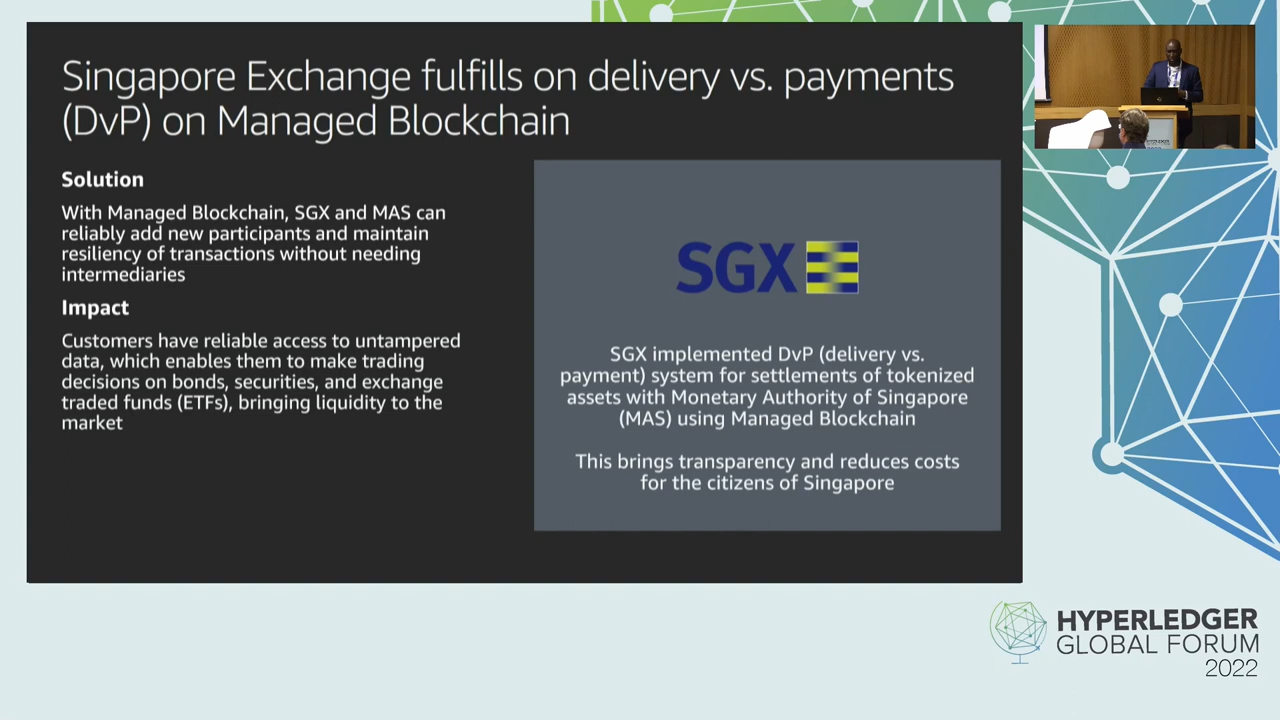 Singapore Exchange fulfills on delivery vs. payments
(DvP) on Managed Blockchain
Solution
With Managed Blockchain, SGX and MAS can
reliably add new participants and maintain
resiliency of transactions without needing
intermediaries
Impact
Customers have reliable access to untampered
data, which enables them to make trading
decisions on bonds, securities, and exchange
traded funds (ETFs), bringing liquidity to the
market
SGX
SGX implemented DvP (delivery vs.
payment) system for settlements of tokenized
assets with Monetary Authority of Singapore
(MAS) using Managed Blockchain
This brings transparency and reduces costs
for the citizens of Singapore
HYPERLEDGER
GLOBAL FORUM
2022